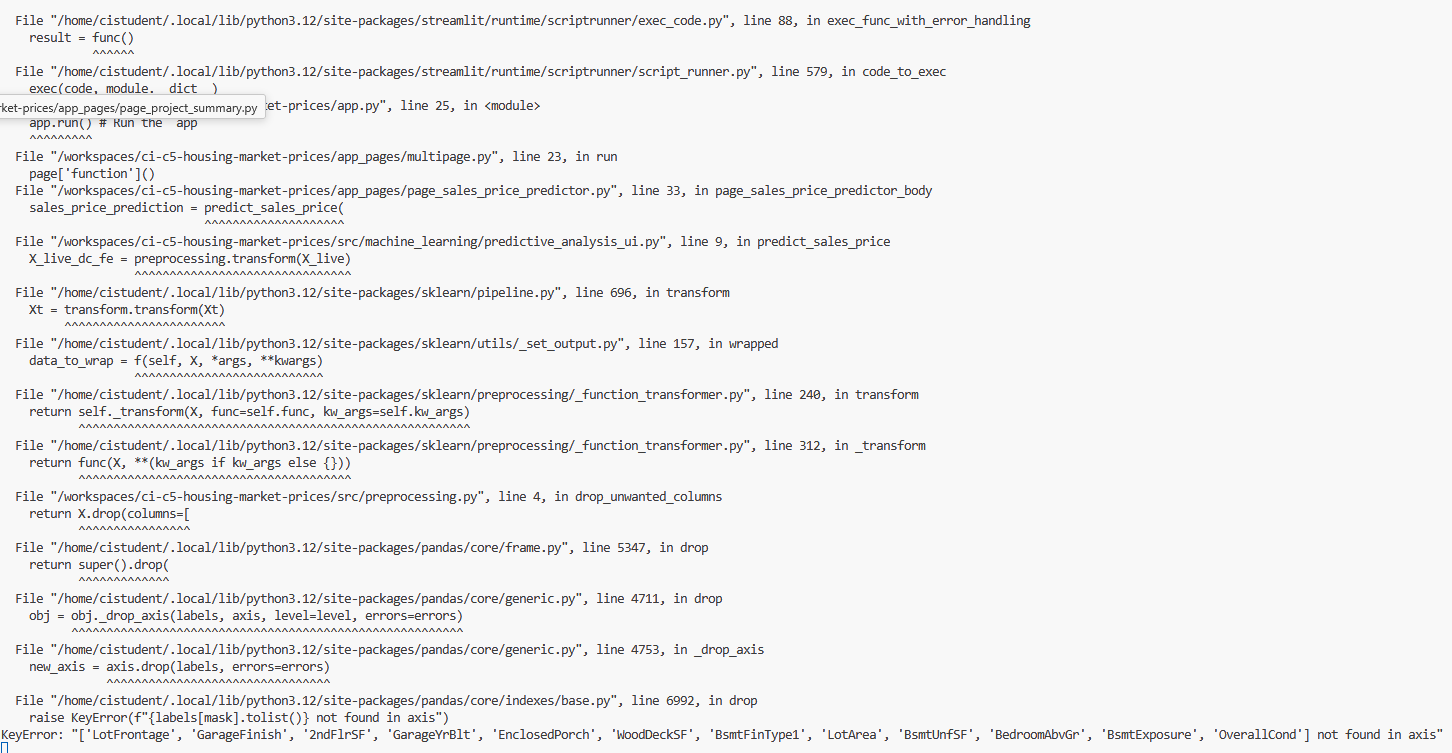 File "/home/cistudent/.local/lib/python3.12/site-packages/streamlit/runtime/scriptrunner/exec_code.py", line 88, in exec_func_with_error_handling
result = func()
^^^^^^
File "/home/cistudent/.local/lib/python3.12/site-packages/streamlit/runtime/scriptrunner/script_runner.py", line 579, in code_to_exec
exec(code, module.__dict__)
rket-prices/app_pages/page_project_summary.py
et-prices/app.py", line 25, in <module>
app.run() # Run the  app
^^^^^^^^^
File "/workspaces/ci-c5-housing-market-prices/app_pages/multipage.py", line 23, in run
page['function']()
File "/workspaces/ci-c5-housing-market-prices/app_pages/page_sales_price_predictor.py", line 33, in page_sales_price_predictor_body
sales_price_prediction = predict_sales_price(
^^^^^^^^^^^^^^^^^^^^
File "/workspaces/ci-c5-housing-market-prices/src/machine_learning/predictive_analysis_ui.py", line 9, in predict_sales_price
X_live_dc_fe = preprocessing.transform(X_live)
^^^^^^^^^^^^^^^^^^^^^^^^^^^^^^^
File "/home/cistudent/.local/lib/python3.12/site-packages/sklearn/pipeline.py", line 696, in transform
Xt = transform.transform(Xt)
^^^^^^^^^^^^^^^^^^^^^^^
File "/home/cistudent/.local/lib/python3.12/site-packages/sklearn/utils/_set_output.py", line 157, in wrapped
data_to_wrap = f(self, X, *args, **kwargs)
^^^^^^^^^^^^^^^^^^^^^^^^^^^
File "/home/cistudent/.local/lib/python3.12/site-packages/sklearn/preprocessing/_function_transformer.py", line 240, in transform
return self._transform(X, func=self.func, kw_args=self.kw_args)
^^^^^^^^^^^^^^^^^^^^^^^^^^^^^^^^^^^^^^^^^^^^^^^^^^^^^^^^
File "/home/cistudent/.local/lib/python3.12/site-packages/sklearn/preprocessing/_function_transformer.py", line 312, in _transform
return func(X, **(kw_args if kw_args else {}))
^^^^^^^^^^^^^^^^^^^^^^^^^^^^^^^^^^^^^^^
File "/workspaces/ci-c5-housing-market-prices/src/preprocessing.py", line 4, in drop_unwanted_columns
return X.drop(columns=[
^^^^^^^^^^^^^^^^
File "/home/cistudent/.local/lib/python3.12/site-packages/pandas/core/frame.py", line 5347, in drop
return super().drop(
^^^^^^^^^^^^^
File "/home/cistudent/.local/lib/python3.12/site-packages/pandas/core/generic.py", line 4711, in drop
obj = obj._drop_axis(labels, axis, level=level, errors=errors)
^^^^^^^^^^^^^^^^^^^^^^^^^^^^^^^^^^^^^^^^^^^^^^^^^^^^^^^^
File "/home/cistudent/.local/lib/python3.12/site-packages/pandas/core/generic.py", line 4753, in _drop_axis
new_axis = axis.drop(labels, errors=errors)
^^^^^^^^^^^^^^^^^^^^^^^^^^^^^^^^
File "/home/cistudent/.local/lib/python3.12/site-packages/pandas/core/indexes/base.py", line 6992, in drop
raise KeyError(f"{labels[mask].tolist()} not found in axis")
KeyError: "['LotFrontage', 'GarageFinish', '2ndFlrSF', 'GarageYrBlt', 'EnclosedPorch', 'WoodDeckSF', 'BsmtFinType1', 'LotArea', 'BsmtUnfSF', 'BedroomAbvGr', 'BsmtExposure', 'OverallCond'] not found in axis"